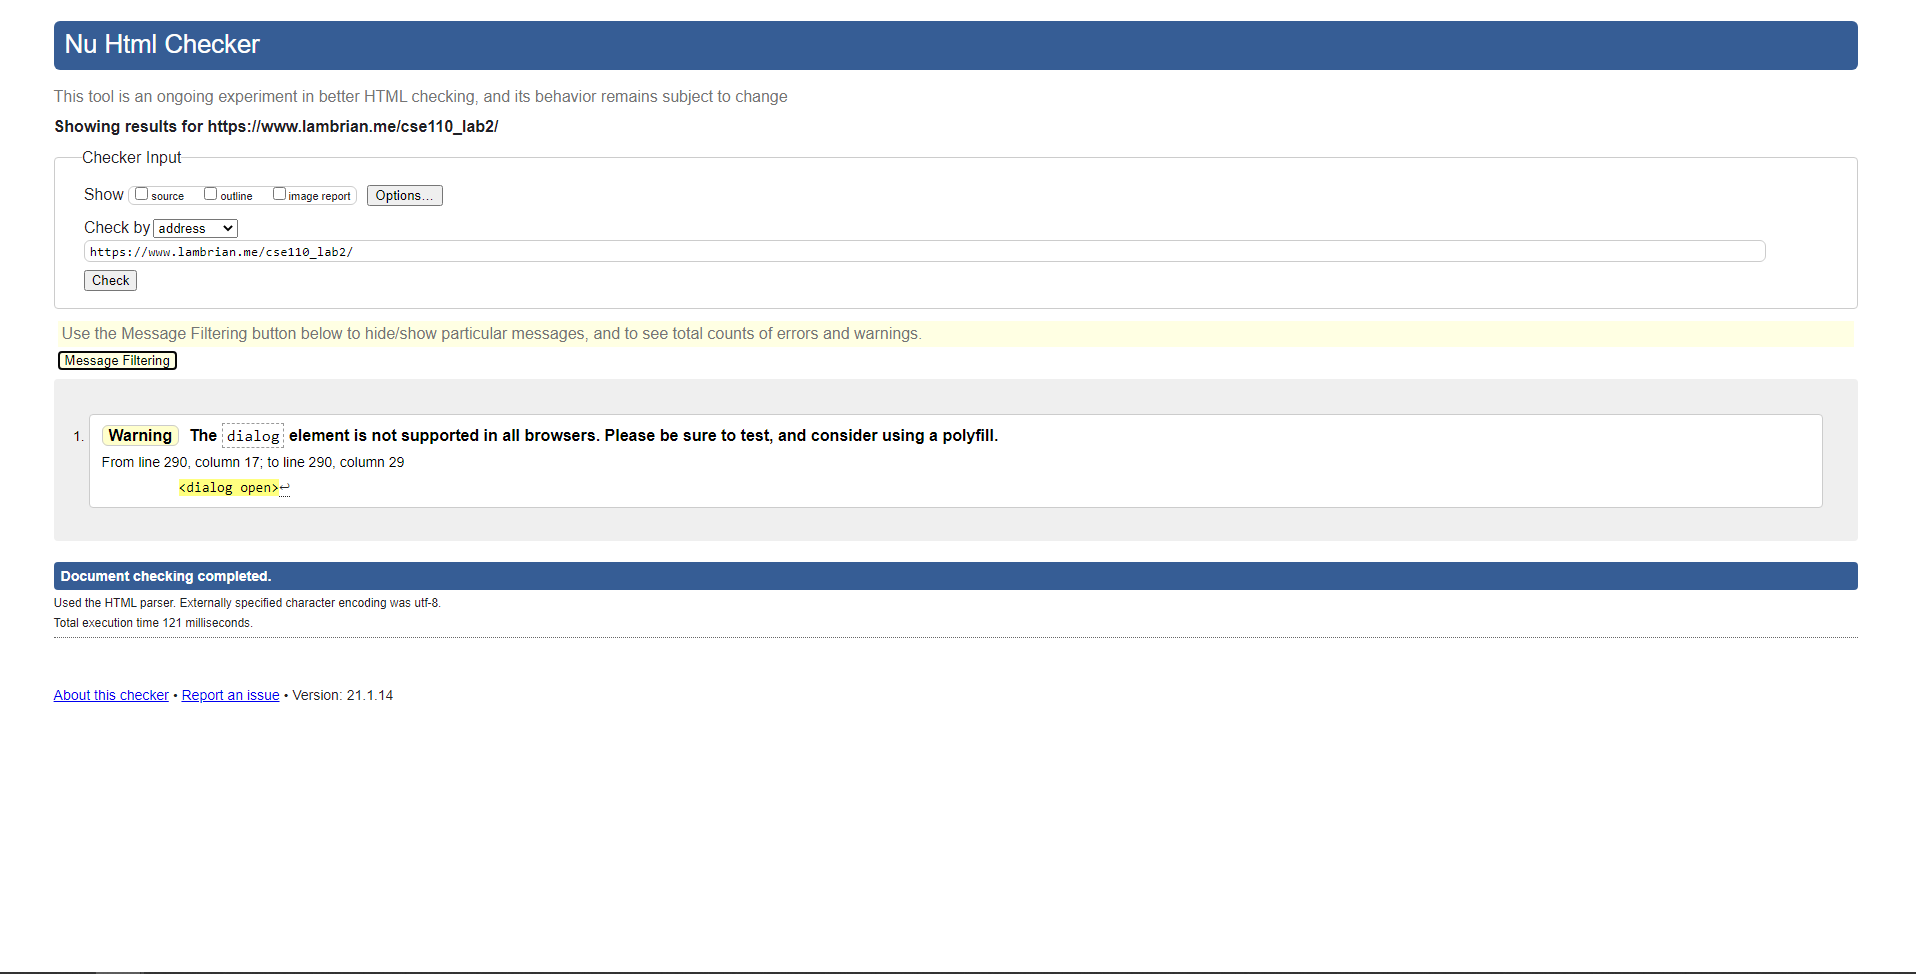 Nu Html Checker
This tool is an ongoing experiment in better HTML checking, and its behavior remains subject to change
Showing results for https://www.lambrian.me/cse110_lab2/
Checker Input
Show source outline image report Options...
Check by address
https://www.lambrian.me/cse110_lab2/
Check
Use the Message Filtering button below to hide/show particular messages, and to see total counts of errors and warnings.
Message Filtering
1. Warning The dialog element is not supported in all browsers. Please be sure to test, and consider using a polyfill.
From line 290, column 17; to line 290, column 29
<dialog open>↩
Document checking completed.
Used the HTML parser. Externally specified character encoding was utf-8.
Total execution time 121 milliseconds.
About this checker • Report an issue • Version: 21.1.14